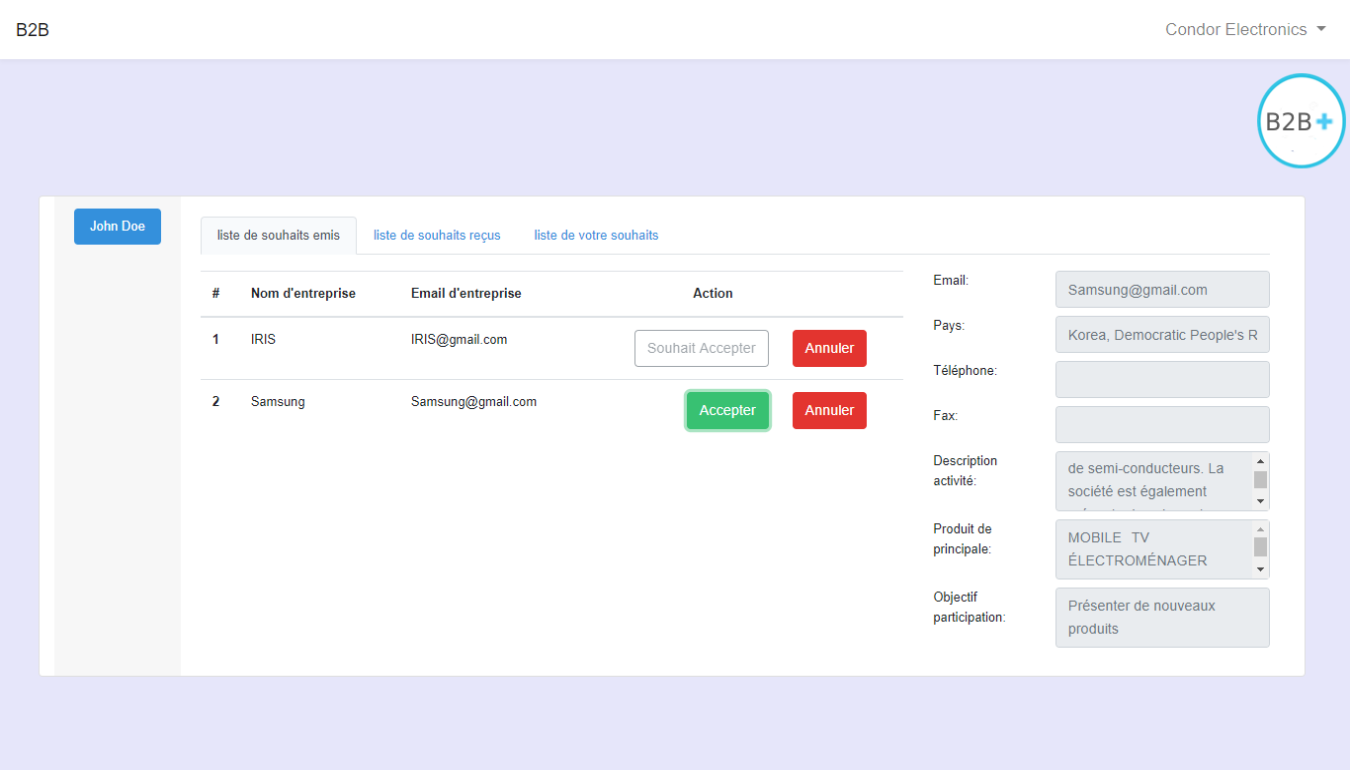 B2B
Condor Electronics
B2B+
John Doe
liste de souhaits emis
liste de souhaits reçus
liste de votre souhaits
# Nom d'entreprise Email d'entreprise Action
1 IRIS IRIS@gmail.com Souhait Accepter Annuler
2 Samsung Samsung@gmail.com Accepter Annuler
Email: Samsung@gmail.com
Pays: Korea, Democratic People's R
Téléphone:
Fax:
Description
activité:
de semi-conducteurs. La
société est également
Produit de
principale:
MOBILE TV
ÉLECTROMÉNAGER
Objectif
participation:
Présenter de nouveaux
produits